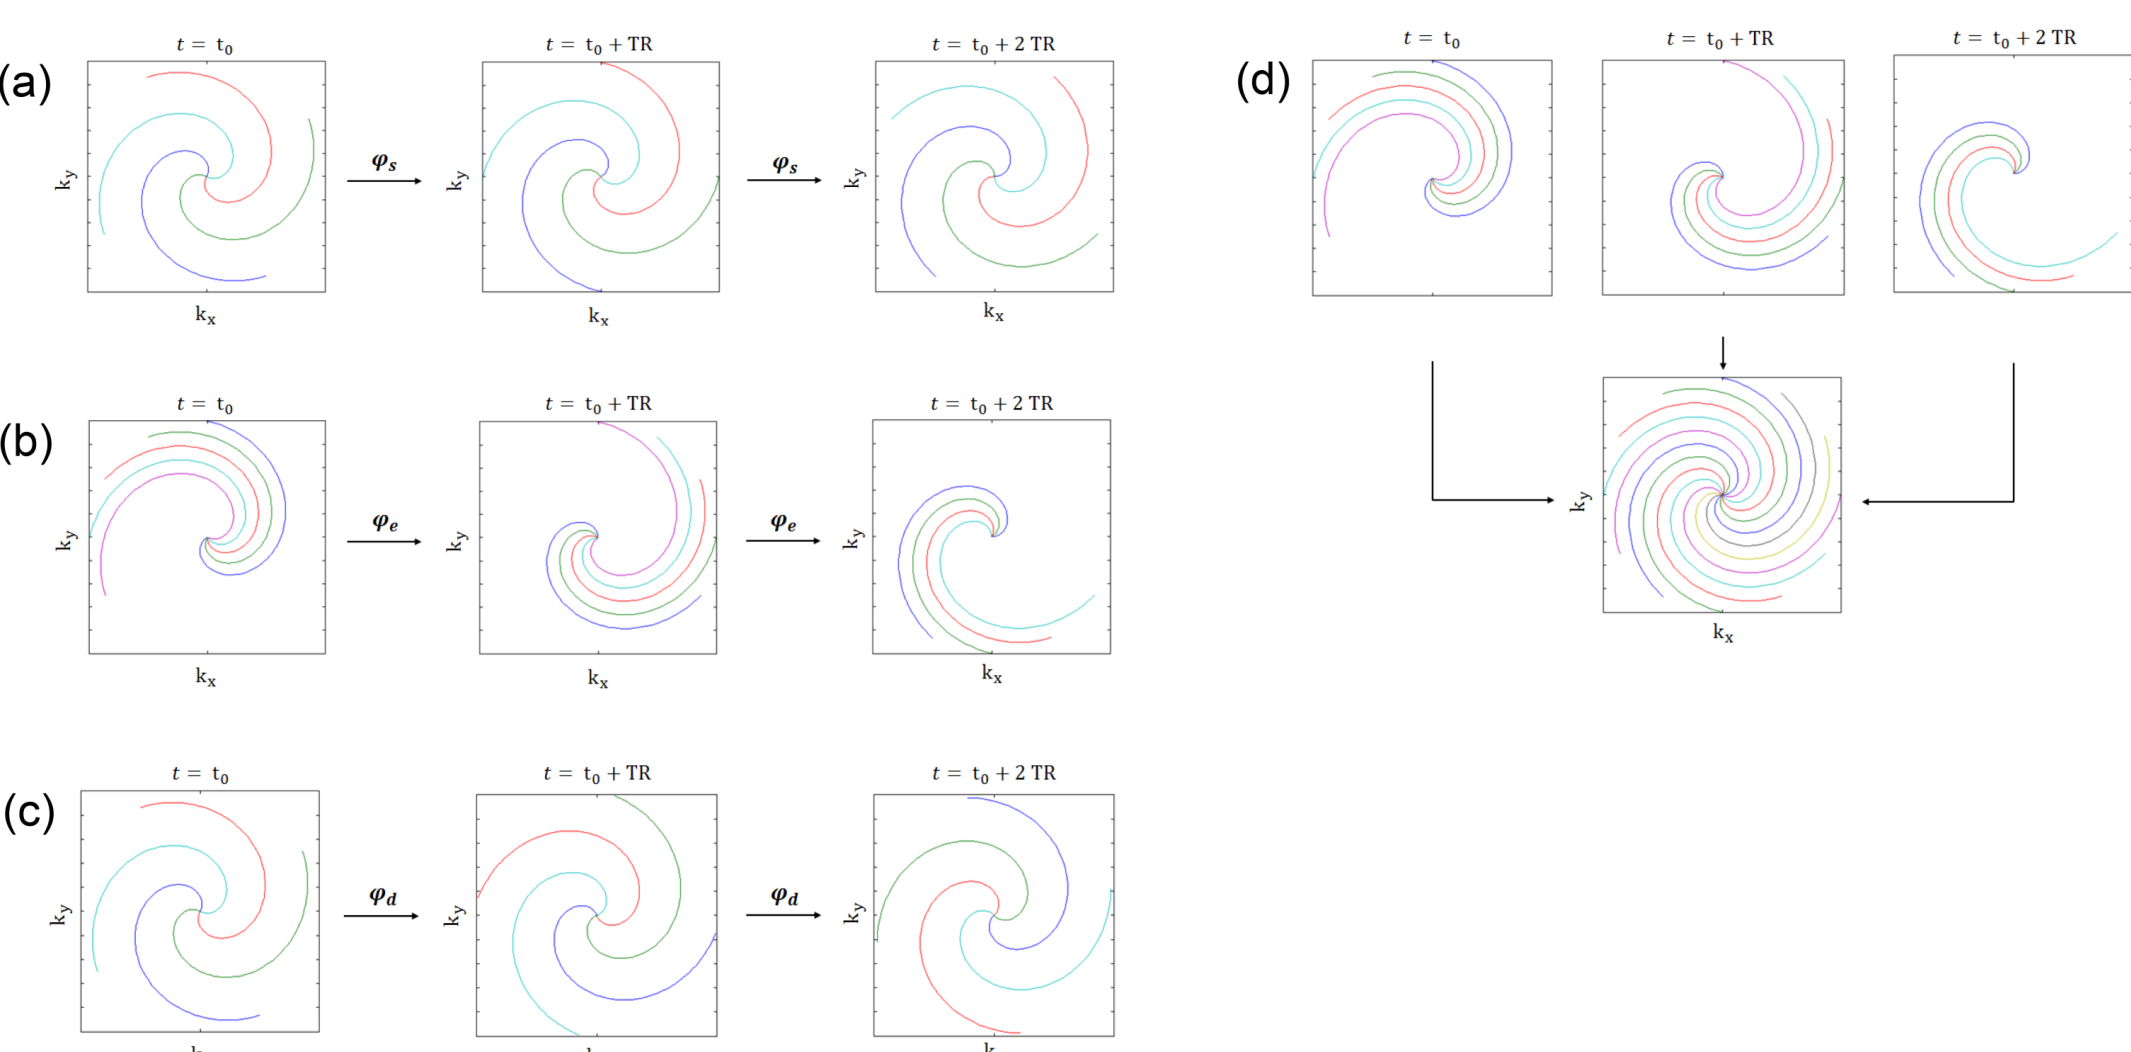 (a)
t = t0
t = t0 + TR
t = t0 + 2 TR
ky
φs
ky
φs
ky
kx
kx
kx
(b)
t = t0
t = t0 + TR
t = t0 + 2 TR
ky
φe
ky
φe
ky
kx
kx
kx
(c)
t = t0
t = t0 + TR
t = t0 + 2 TR
ky
φd
ky
φd
ky
(d)
t = t0
t = t0 + TR
t = t0 + 2 TR
ky
kx